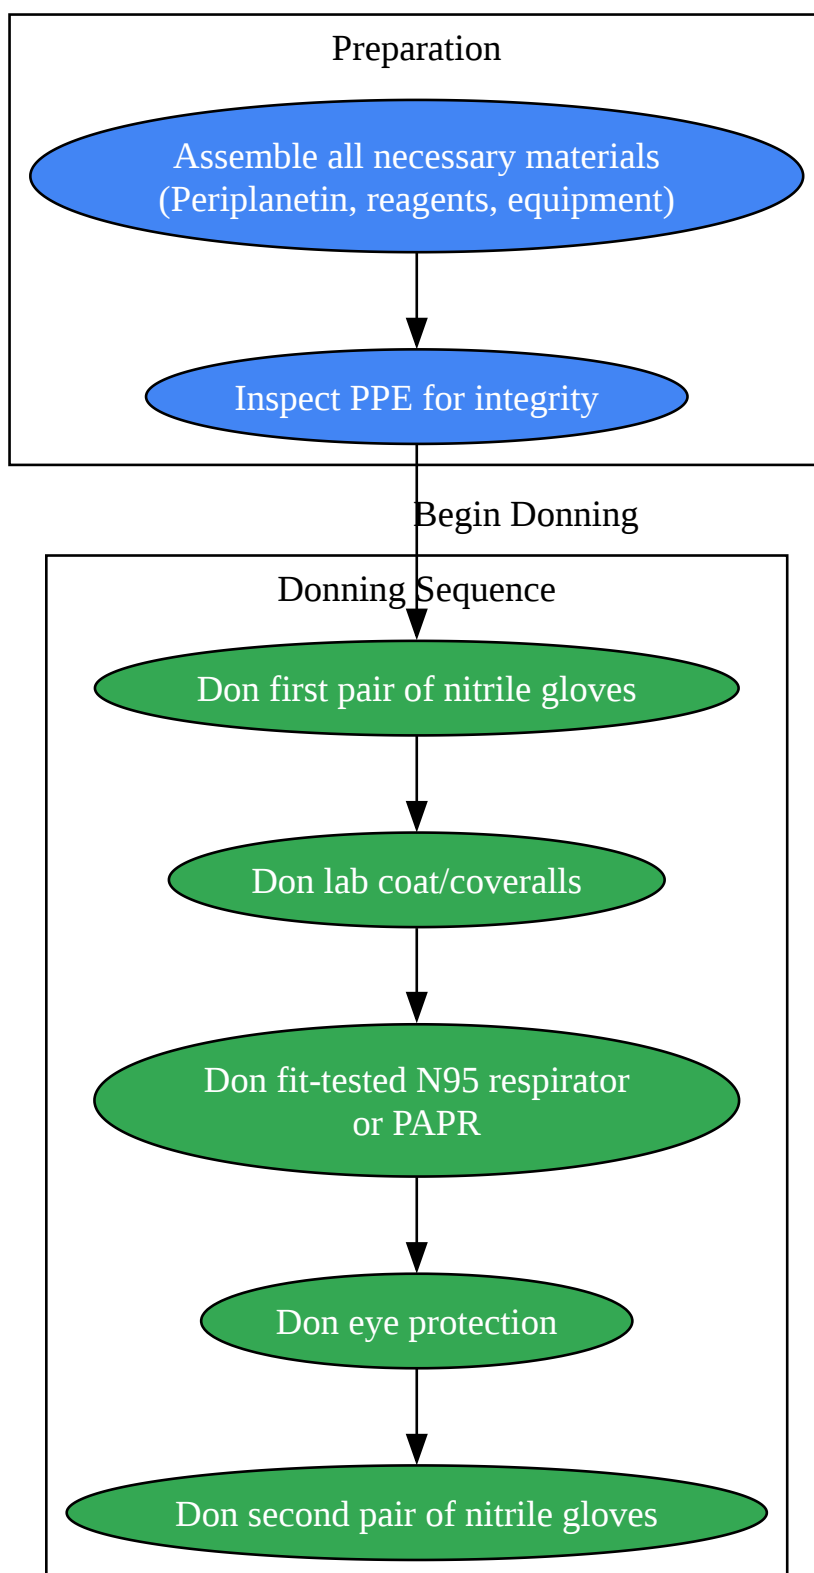 Preparation
Assemble all necessary materials
(Periplanetin, reagents, equipment)
Inspect PPE for integrity
Begin Donning
Donning Sequence
Don first pair of nitrile gloves
Don lab coat/coveralls
Don fit-tested N95 respirator
or PAPR
Don eye protection
Don second pair of nitrile gloves